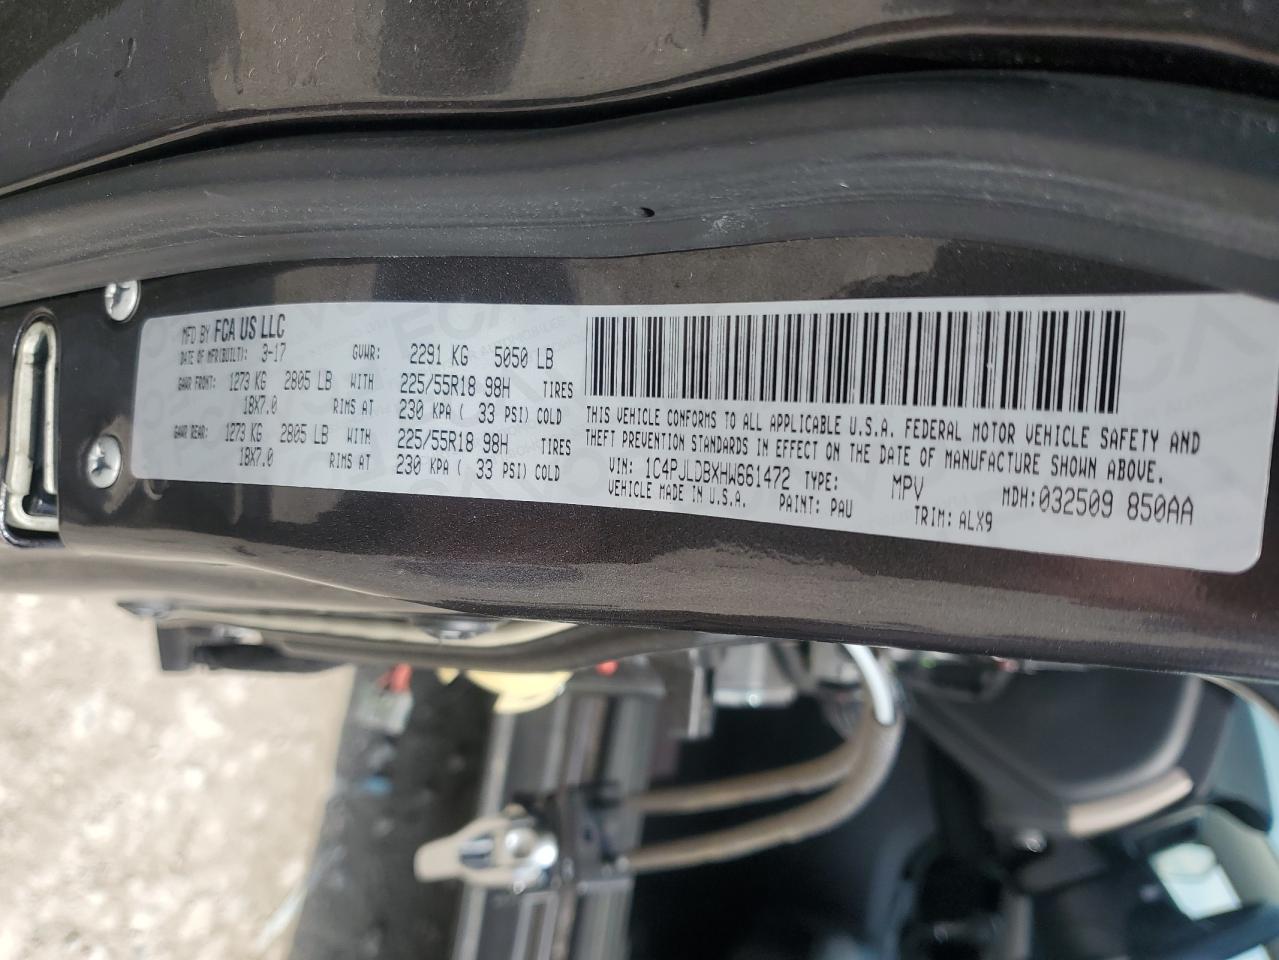 MFD BY FCA US LLC
DATE OF MFR(BUILT): 3-17 GVWR: 2291 KG 5050 LB
GAWR FRONT: 1273 KG 2805 LB WITH 225/55R18 98H TIRES
18X7.0 RIMS AT 230 KPA ( 33 PSI) COLD
GAWR REAR: 1273 KG 2805 LB WITH 225/55R18 98H TIRES
18X7.0 RIMS AT 230 KPA ( 33 PSI) COLD
THIS VEHICLE CONFORMS TO ALL APPLICABLE U.S.A. FEDERAL MOTOR VEHICLE SAFETY AND
THEFT PREVENTION STANDARDS IN EFFECT ON THE DATE OF MANUFACTURE SHOWN ABOVE.
VIN: 1C4PJLDBXHW661472 TYPE: MPV MDH:032509 850AA
VEHICLE MADE IN U.S.A. PAINT: PAU TRIM: ALX9